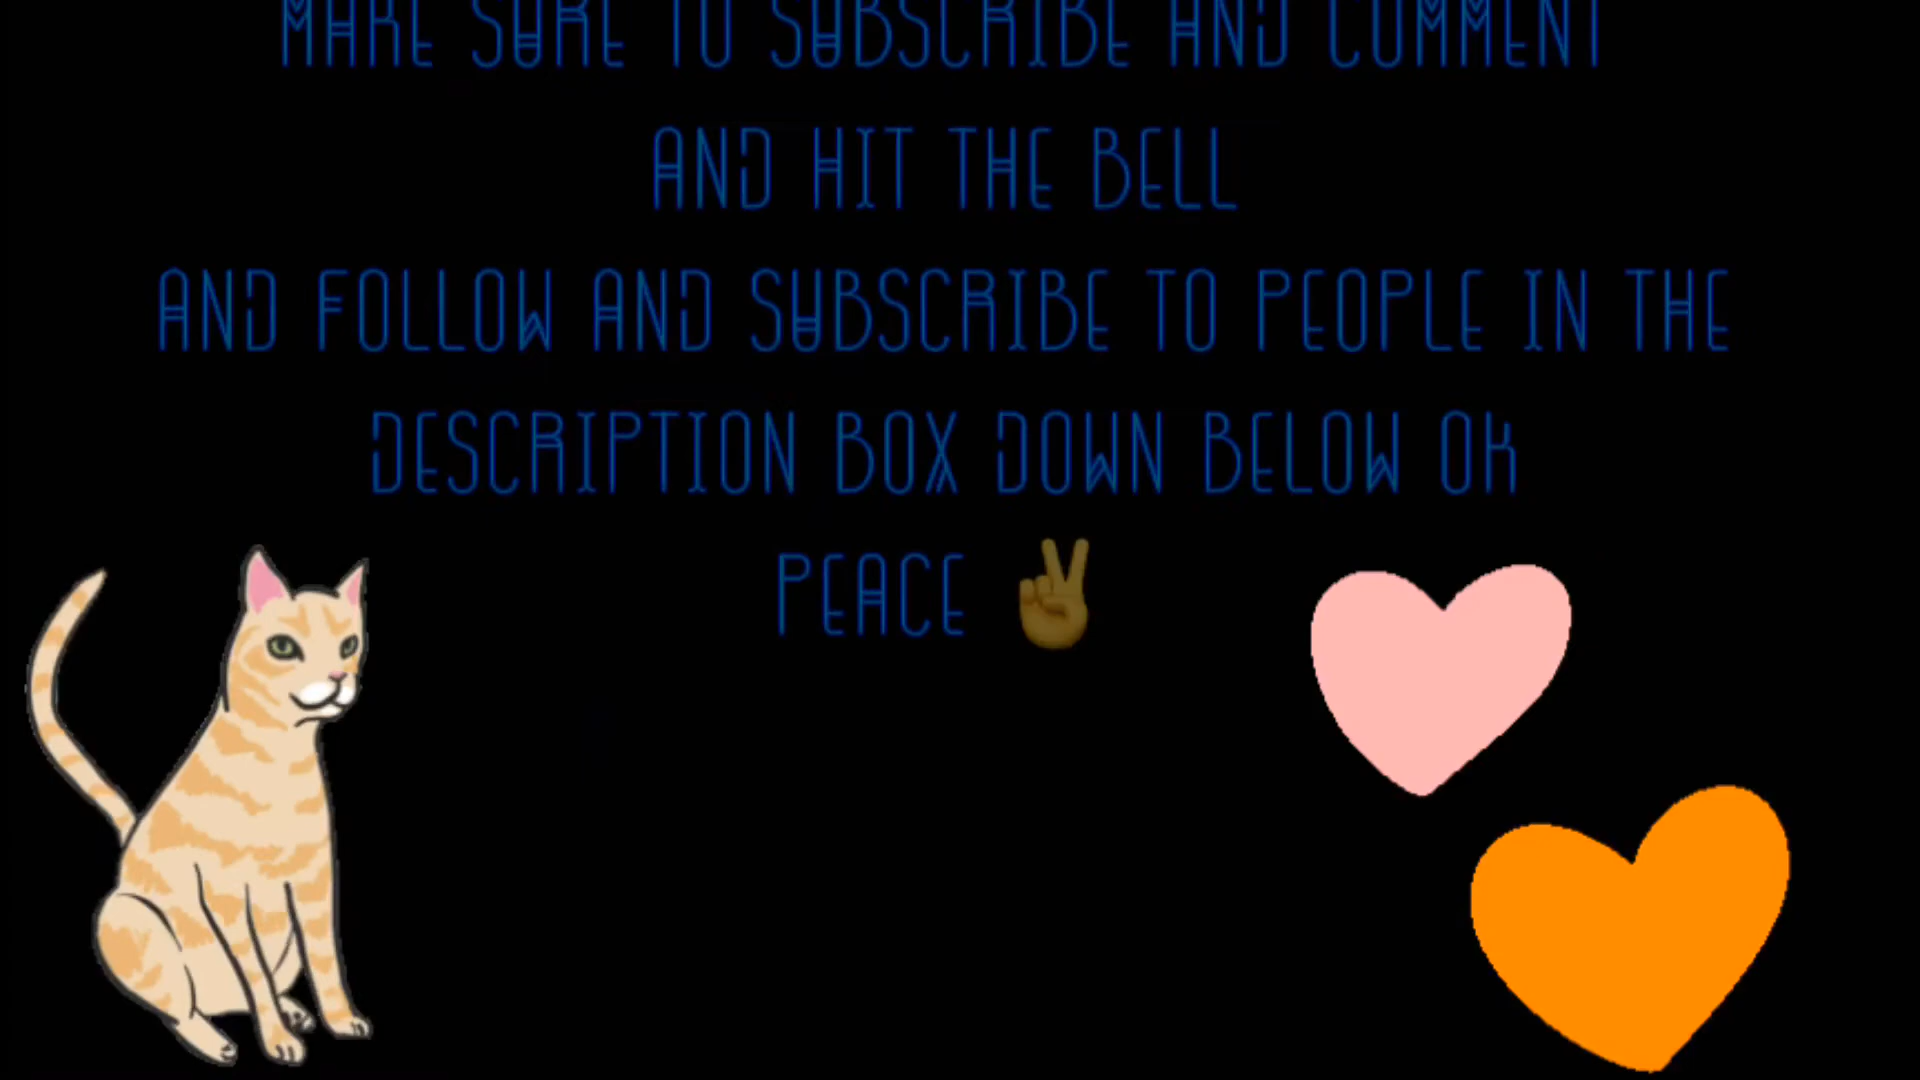 MAKE SURE TO SUBSCRIBE AND COMMENT
AND HIT THE BELL
AND FOLLOW AND SUBSCRIBE TO PEOPLE IN THE
DESCRIPTION BOX DOWN BELOW OK
PEACE ✌